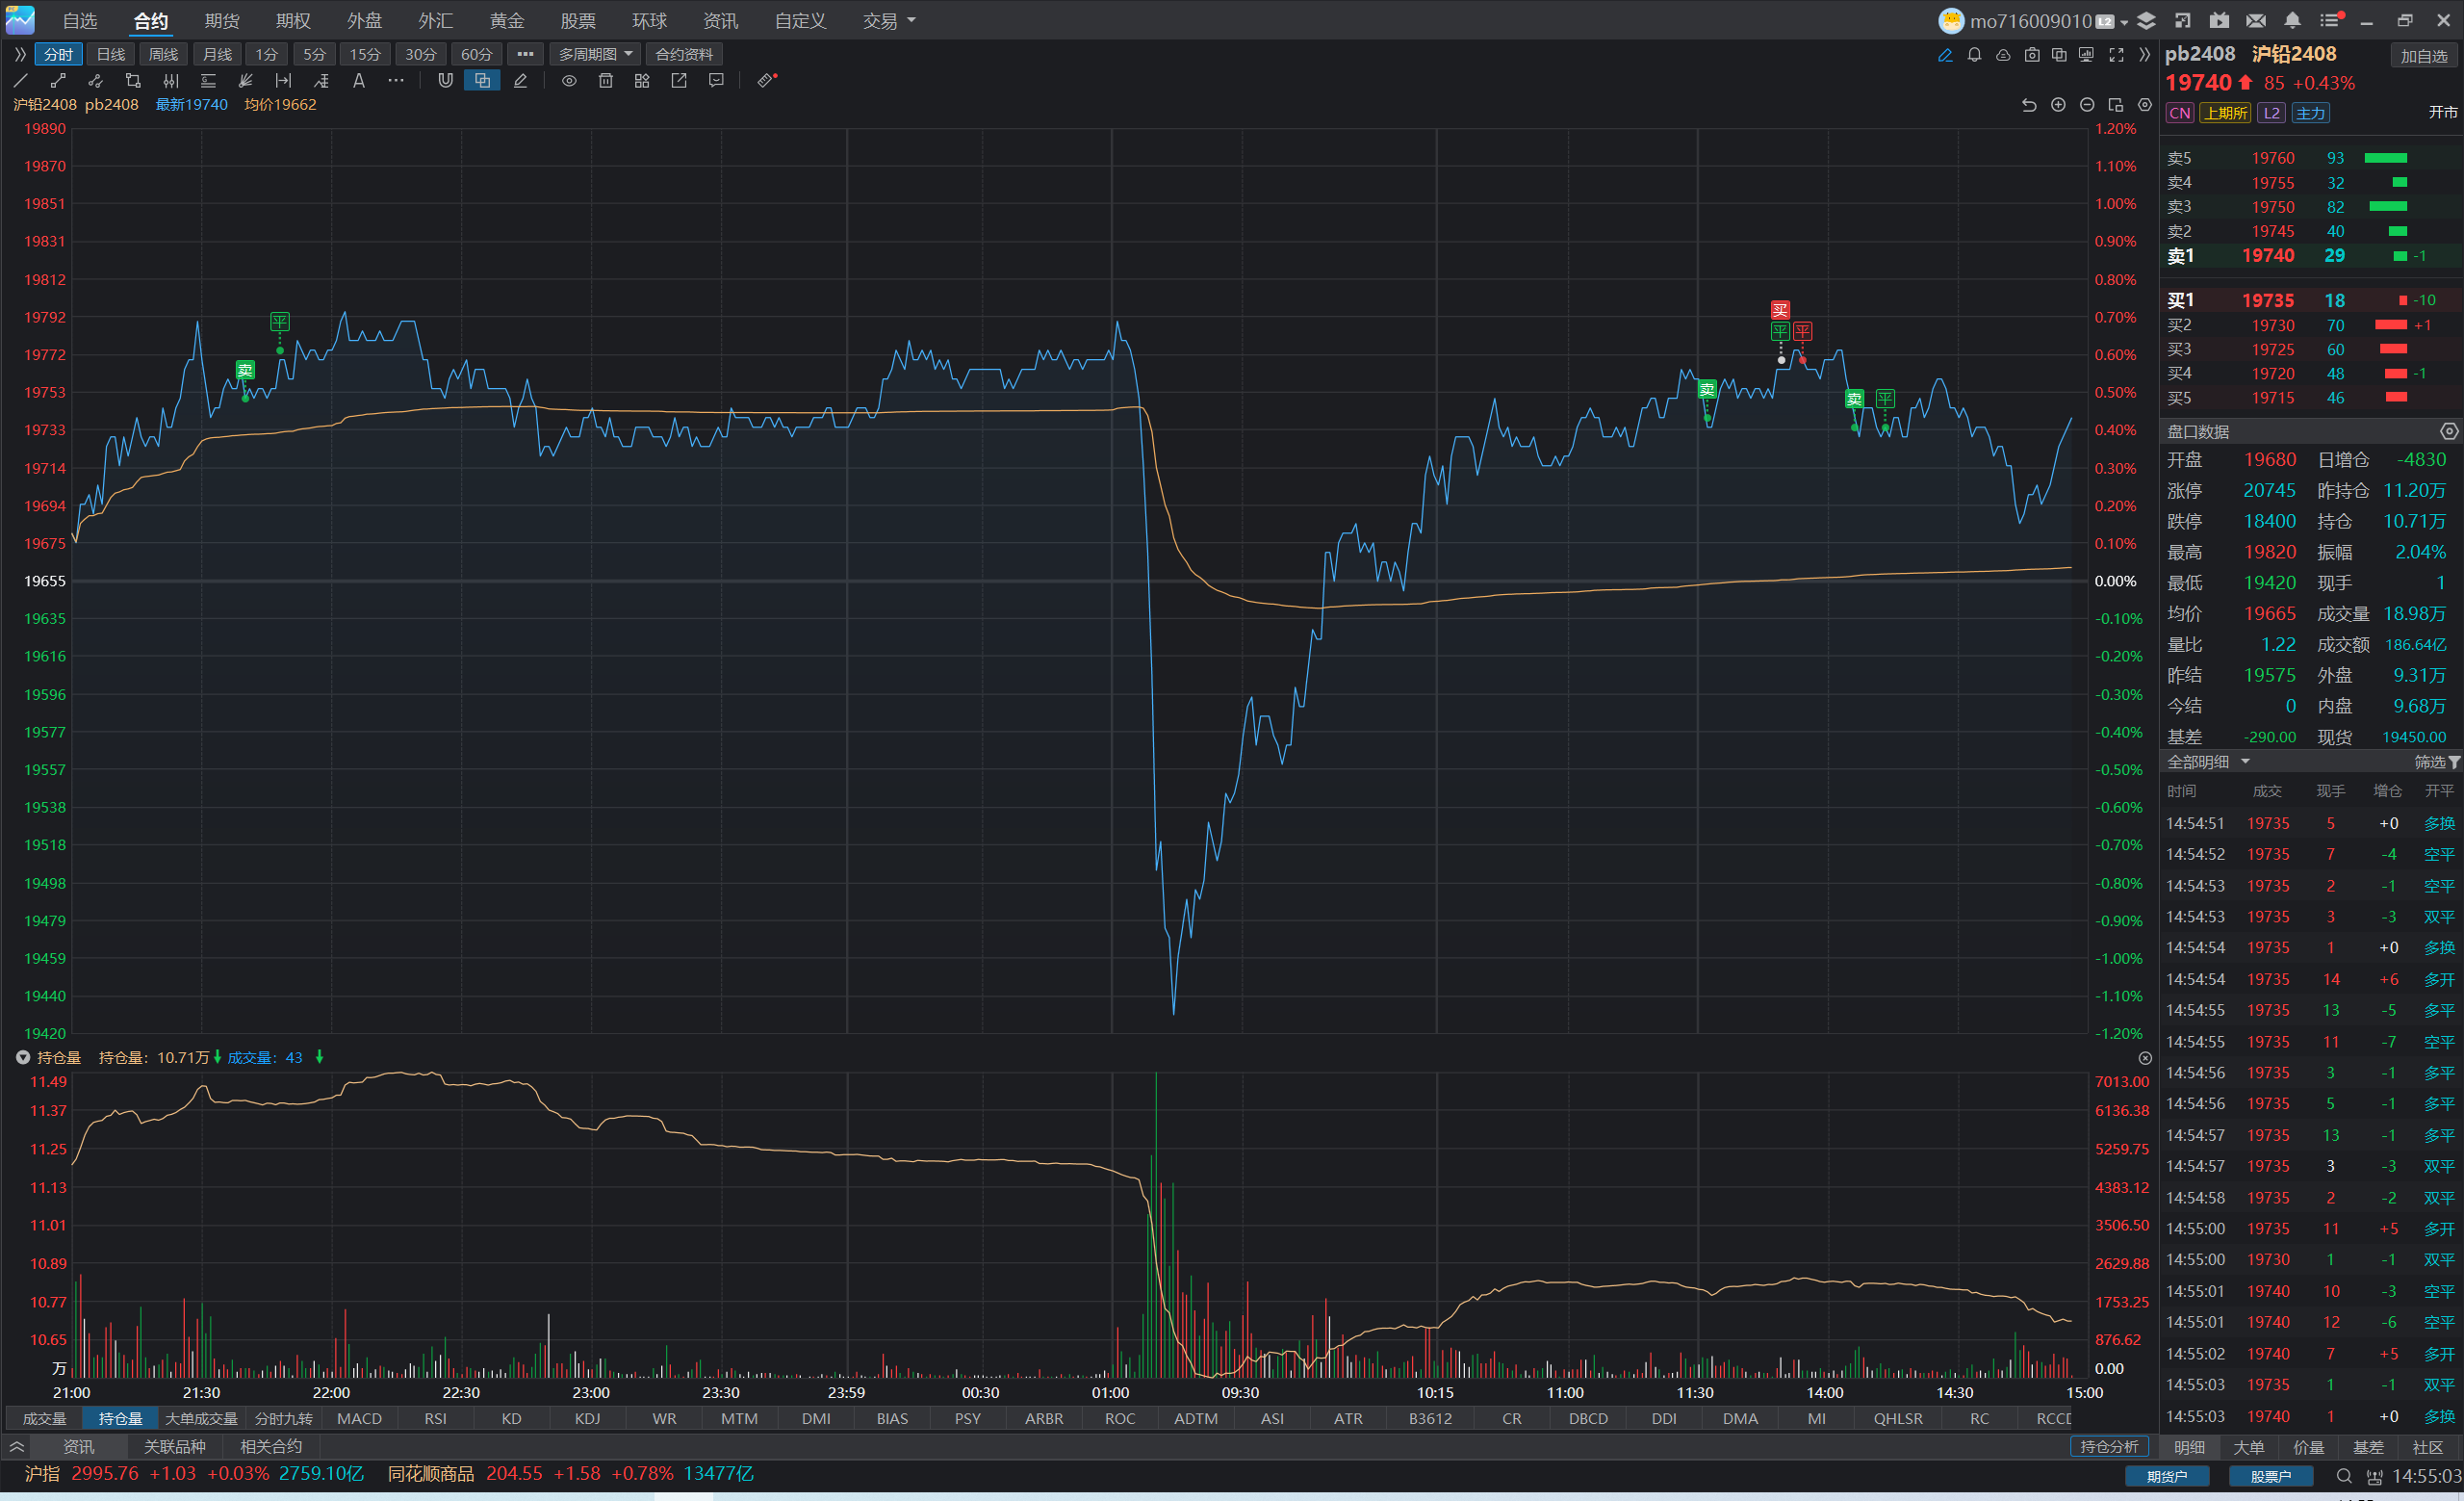 自选 合约 期货 期权 外盘 外汇 黄金 股票 环球 资讯 自定义 交易 mo716009010 L2
分时 日线 周线 月线 1分 5分 15分 30分 60分 多周期图 合约资料
沪铅2408 pb2408 最新19740 均价19662
19890 1.20%
19870 1.10%
19851 1.00%
19831 0.90%
19812 0.80%
19792 0.70%
19772 0.60%
19753 0.50%
19733 0.40%
19714 0.30%
19694 0.20%
19675 0.10%
19655 0.00%
19635 -0.10%
19616 -0.20%
19596 -0.30%
19577 -0.40%
19557 -0.50%
19538 -0.60%
19518 -0.70%
19498 -0.80%
19479 -0.90%
19459 -1.00%
19440 -1.10%
19420 -1.20%
卖 平 卖 买 平 平 卖 平
持仓量 持仓量：10.71万 成交量：43
11.49 7013.00
11.37 6136.38
11.25 5259.75
11.13 4383.12
11.01 3506.50
10.89 2629.88
10.77 1753.25
10.65 876.62
万 0.00
21:00 21:30 22:00 22:30 23:00 23:30 23:59 00:30 01:00 09:30 10:15 11:00 11:30 14:00 14:30 15:00
成交量 持仓量 大单成交量 分时九转 MACD RSI KD KDJ WR MTM DMI BIAS PSY ARBR ROC ADTM ASI ATR B3612 CR DBCD DDI DMA MI QHLSR RC RCCD
资讯 关联品种 相关合约 持仓分析
pb2408 沪铅2408 加自选
19740 85 +0.43%
CN 上期所 L2 主力 开市
卖5 19760 93
卖4 19755 32
卖3 19750 82
卖2 19745 40
卖1 19740 29 -1
买1 19735 18 -10
买2 19730 70 +1
买3 19725 60
买4 19720 48 -1
买5 19715 46
盘口数据
开盘 19680 日增仓 -4830
涨停 20745 昨持仓 11.20万
跌停 18400 持仓 10.71万
最高 19820 振幅 2.04%
最低 19420 现手 1
均价 19665 成交量 18.98万
量比 1.22 成交额 186.64亿
昨结 19575 外盘 9.31万
今结 0 内盘 9.68万
基差 -290.00 现货 19450.00
全部明细 筛选
时间 成交 现手 增仓 开平
14:54:51 19735 5 +0 多换
14:54:52 19735 7 -4 空平
14:54:53 19735 2 -1 空平
14:54:53 19735 3 -3 双平
14:54:54 19735 1 +0 多换
14:54:54 19735 14 +6 多开
14:54:55 19735 13 -5 多平
14:54:55 19735 11 -7 空平
14:54:56 19735 3 -1 多平
14:54:56 19735 5 -1 多平
14:54:57 19735 13 -1 多平
14:54:57 19735 3 -3 双平
14:54:58 19735 2 -2 双平
14:55:00 19735 11 +5 多开
14:55:00 19730 1 -1 双平
14:55:01 19740 10 -3 空平
14:55:01 19740 12 -6 空平
14:55:02 19740 7 +5 多开
14:55:03 19735 1 -1 双平
14:55:03 19740 1 +0 多换
明细 大单 价量 基差 社区
沪指 2995.76 +1.03 +0.03% 2759.10亿 同花顺商品 204.55 +1.58 +0.78% 13477亿 期货户 股票户 14:55:03